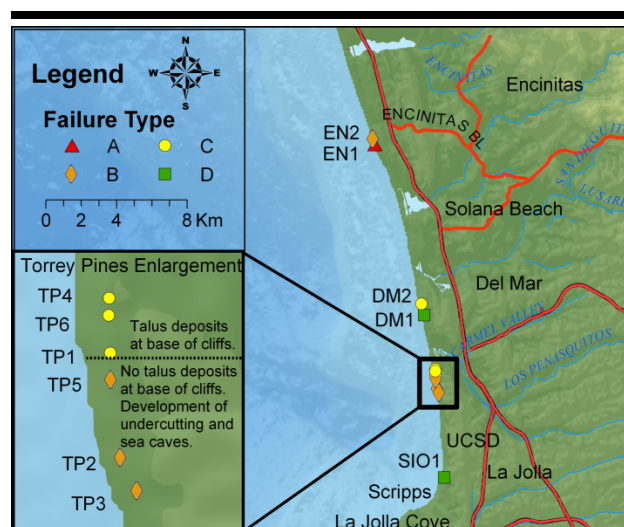 Legend
N
W E
S
Failure Type
A C
B D
0 4 8 Km
Torrey Pines Enlargement
TP4
TP6
Talus deposits
at base of cliffs.
TP1
No talus deposits
at base of cliffs.
Development of
undercutting and
sea caves.
TP5
TP2
TP3
ENCINITAS
Encinitas
EN2
EN1
ENCINITAS BL
SAN DIEGUIT
LUSAR
Solana Beach
Del Mar
DM2
DM1
CARMEL VALLEY
LOS PENASQUITOS
UCSD
SIO1
La Jolla
Scripps
La Jolla Cove